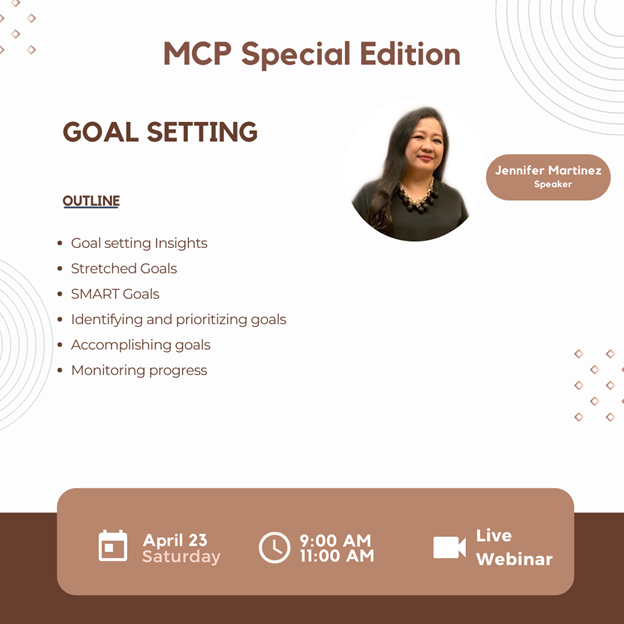 MCP Special Edition
GOAL SETTING
Jennifer Martinez
Speaker
OUTLINE
Goal setting Insights
Stretched Goals
SMART Goals
Identifying and prioritizing goals
Accomplishing goals
Monitoring progress
April 23
Saturday
9:00 AM
11:00 AM
Live
Webinar